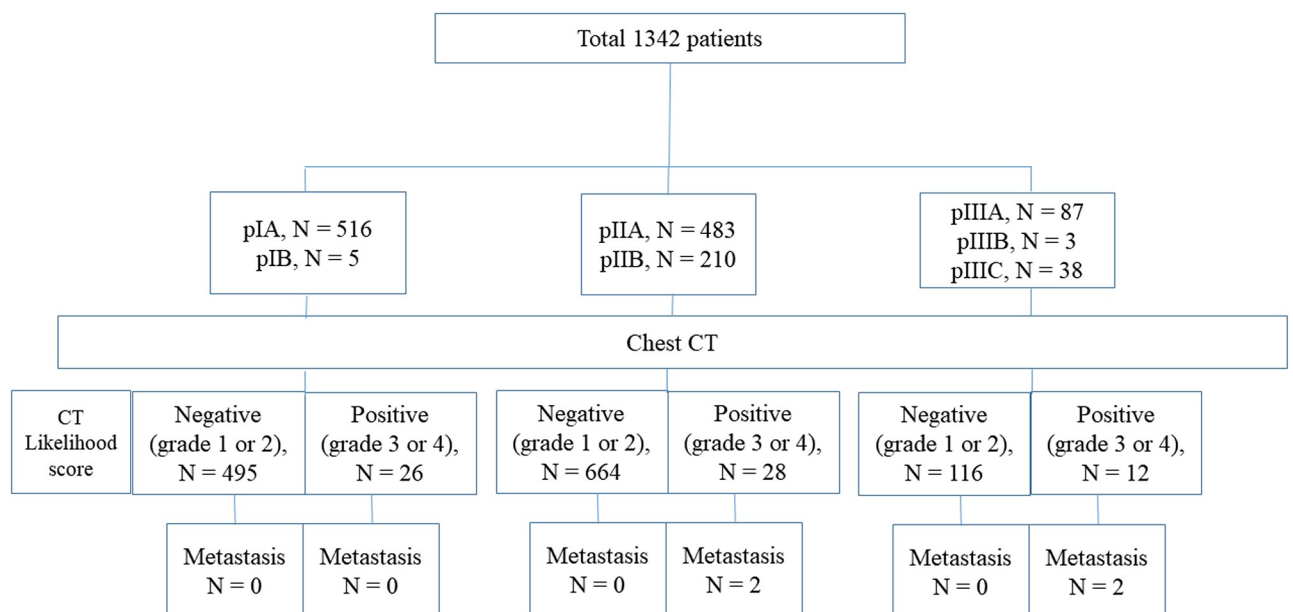 Total 1342 patients
pIA, N = 516
pIB, N = 5
pIIA, N = 483
pIIB, N = 210
pIIIA, N = 87
pIIIB, N = 3
pIIIC, N = 38
Chest CT
CT
Likelihood
score
Negative
(grade 1 or 2),
N = 495
Positive
(grade 3 or 4),
N = 26
Negative
(grade 1 or 2),
N = 664
Positive
(grade 3 or 4),
N = 28
Negative
(grade 1 or 2),
N = 116
Positive
(grade 3 or 4),
N = 12
Metastasis
N = 0
Metastasis
N = 0
Metastasis
N = 0
Metastasis
N = 2
Metastasis
N = 0
Metastasis
N = 2